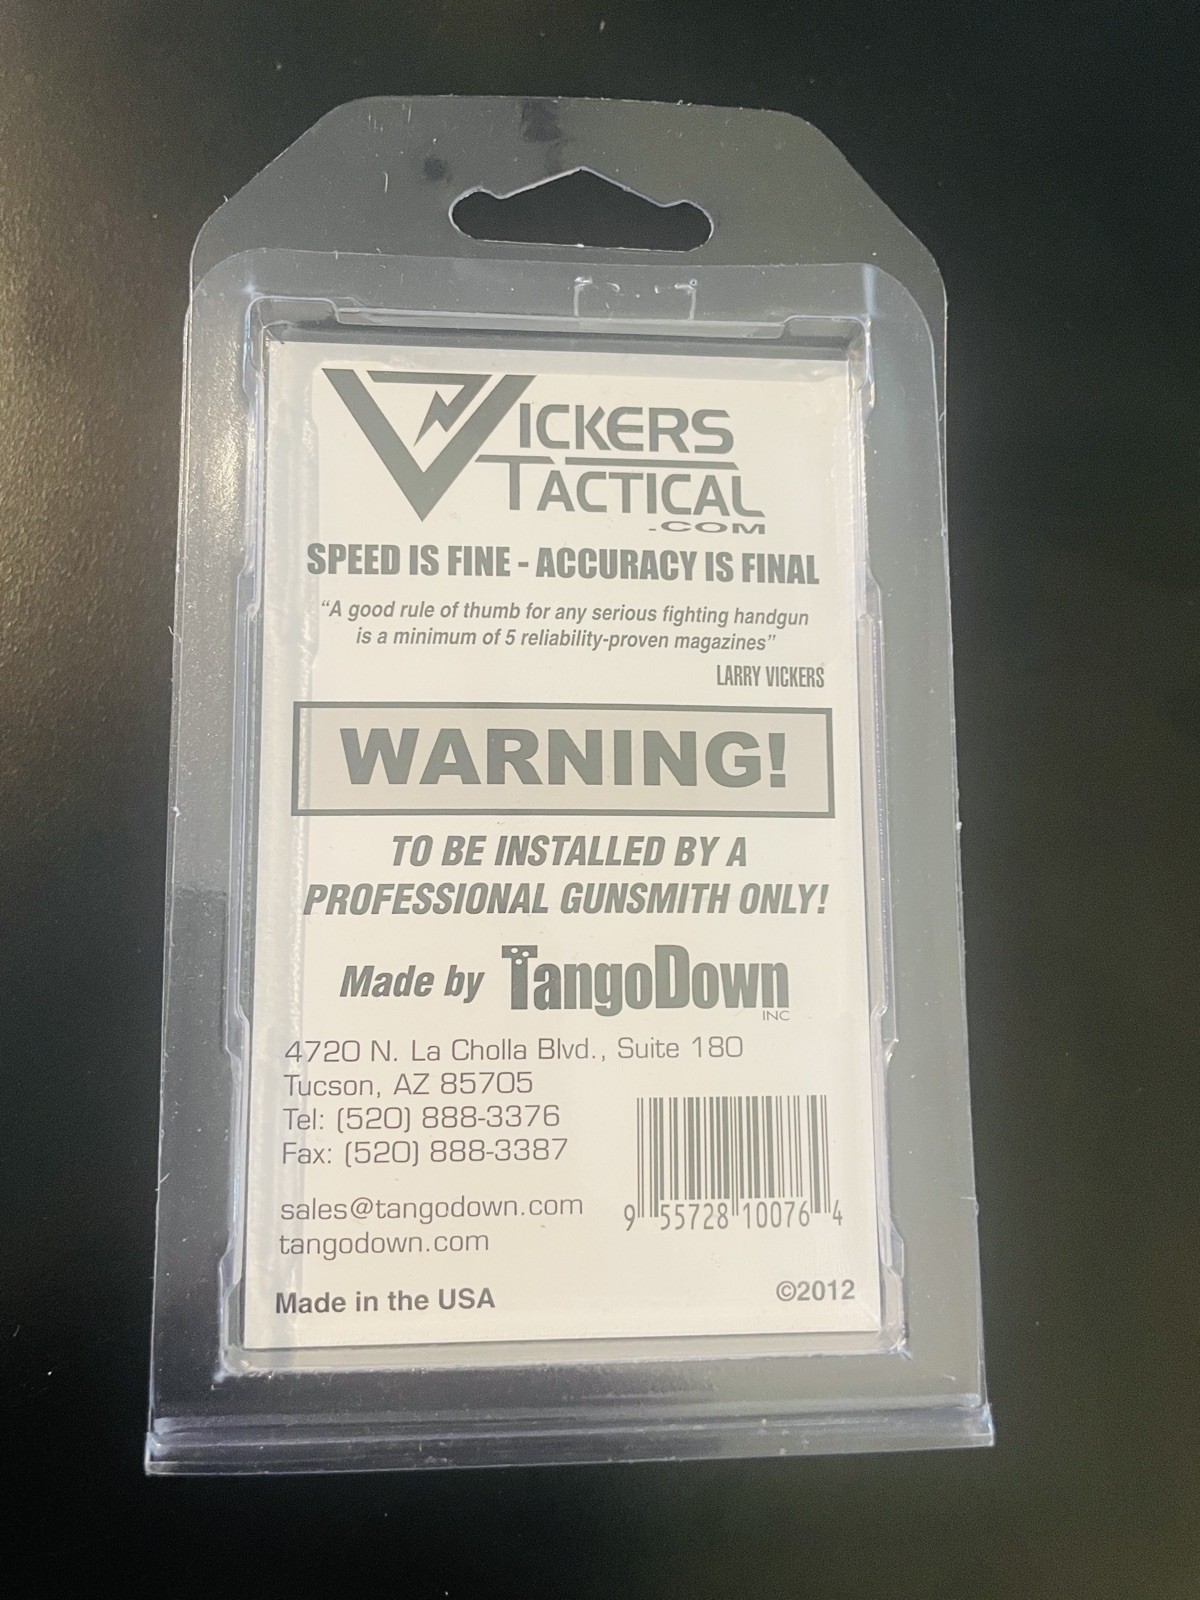 VICKERS
TACTICAL
.COM
SPEED IS FINE - ACCURACY IS FINAL
“A good rule of thumb for any serious fighting handgun
is a minimum of 5 reliability-proven magazines”
LARRY VICKERS
WARNING!
TO BE INSTALLED BY A
PROFESSIONAL GUNSMITH ONLY!
Made by TangoDown
INC
4720 N. La Cholla Blvd., Suite 180
Tucson, AZ 85705
Tel: (520) 888-3376
Fax: (520) 888-3387
9 55728 10076 4
sales@tangodown.com
tangodown.com
Made in the USA
©2012